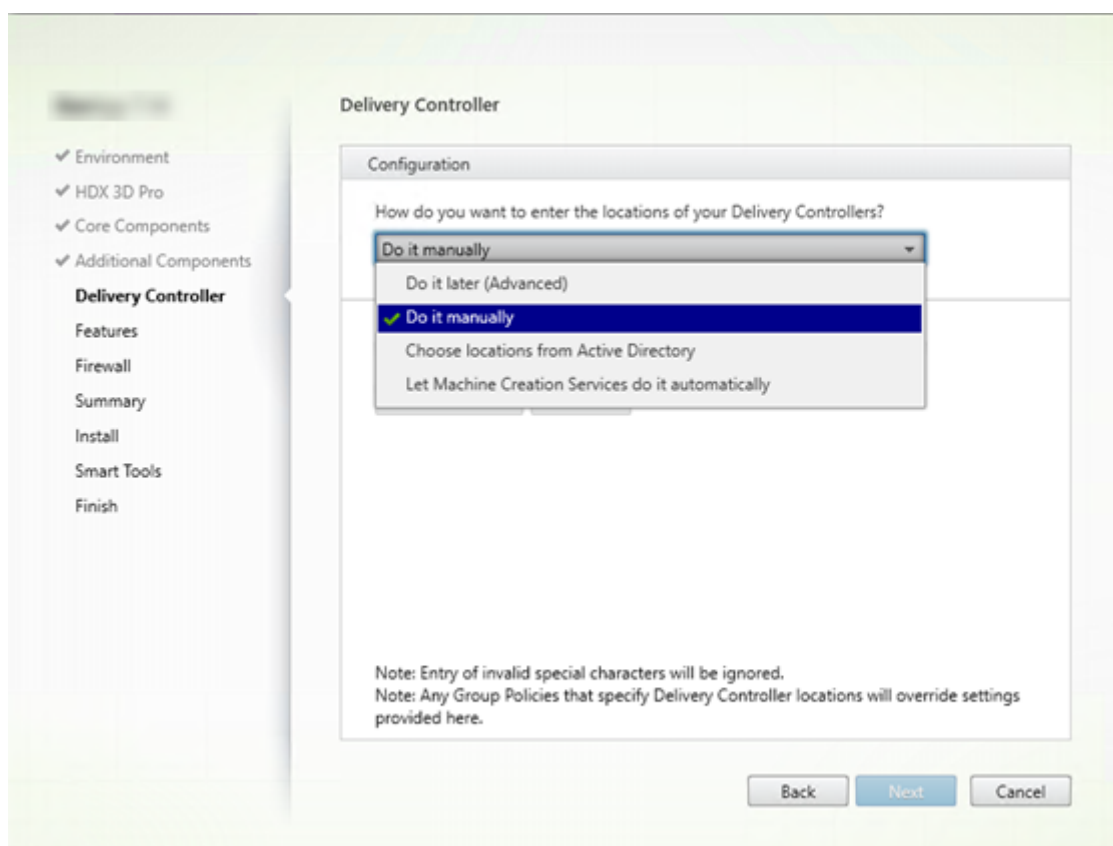 Delivery Controller
Environment
HDX 3D Pro
Core Components
Additional Components
Delivery Controller
Features
Firewall
Summary
Install
Smart Tools
Finish
Configuration
How do you want to enter the locations of your Delivery Controllers?
Do it manually
Do it later (Advanced)
Do it manually
Choose locations from Active Directory
Let Machine Creation Services do it automatically
Note: Entry of invalid special characters will be ignored.
Note: Any Group Policies that specify Delivery Controller locations will override settings
provided here.
Back
Next
Cancel